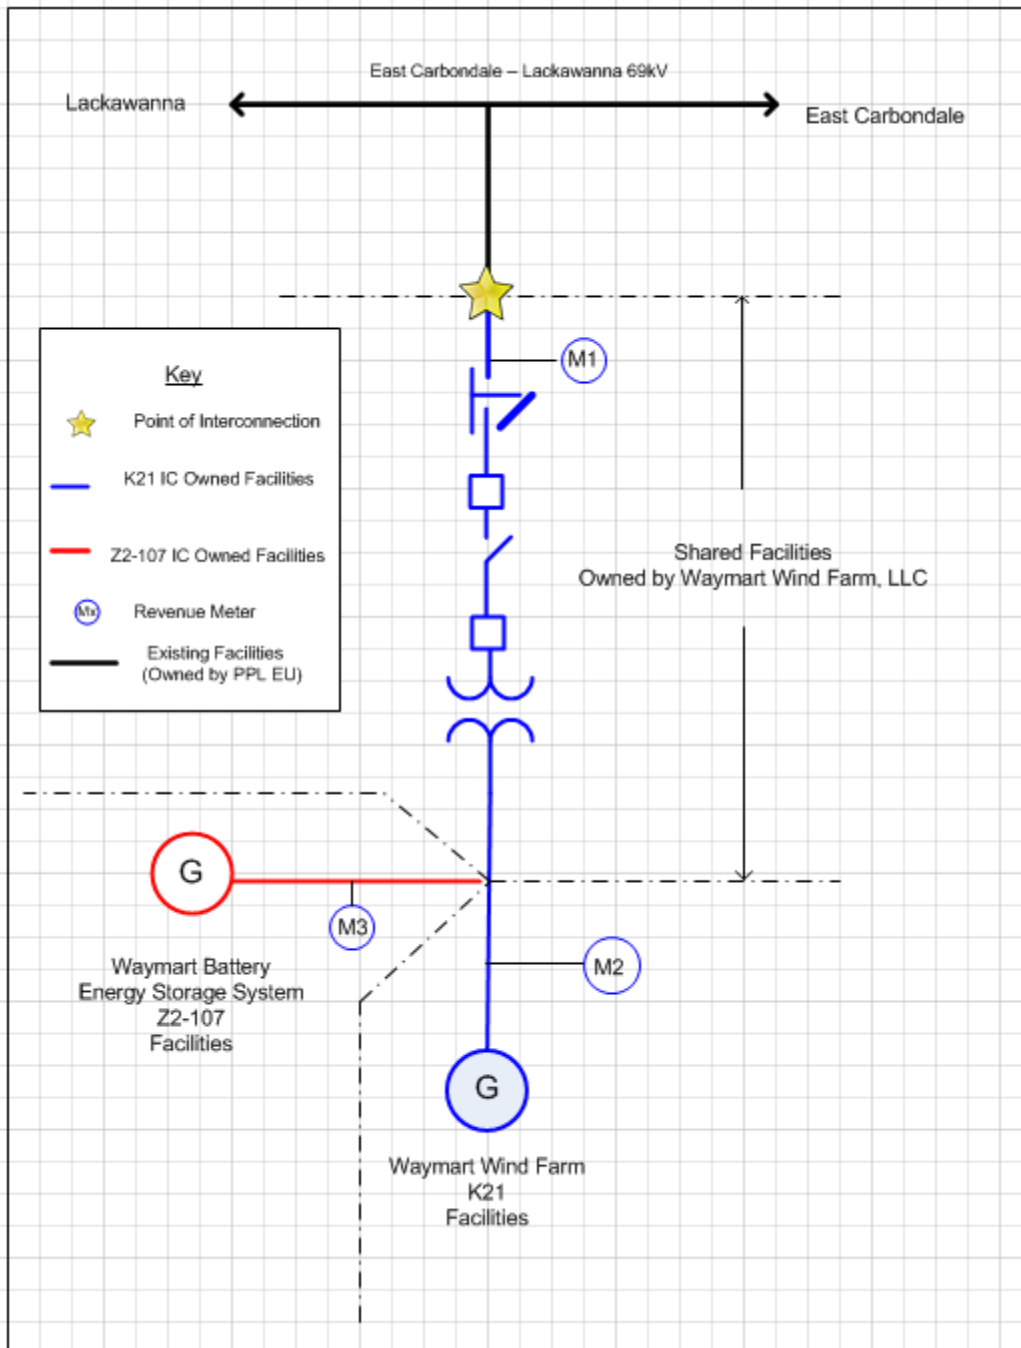 East Carbondale – Lackawanna 69kV
Lackawanna
East Carbondale
M1
Key
Point of Interconnection
K21 IC Owned Facilities
Z2-107 IC Owned Facilities
Mx
Revenue Meter
Existing Facilities
(Owned by PPL EU)
Shared Facilities
Owned by Waymart Wind Farm, LLC
G
M3
M2
Waymart Battery
Energy Storage System
Z2-107
Facilities
G
Waymart Wind Farm
K21
Facilities